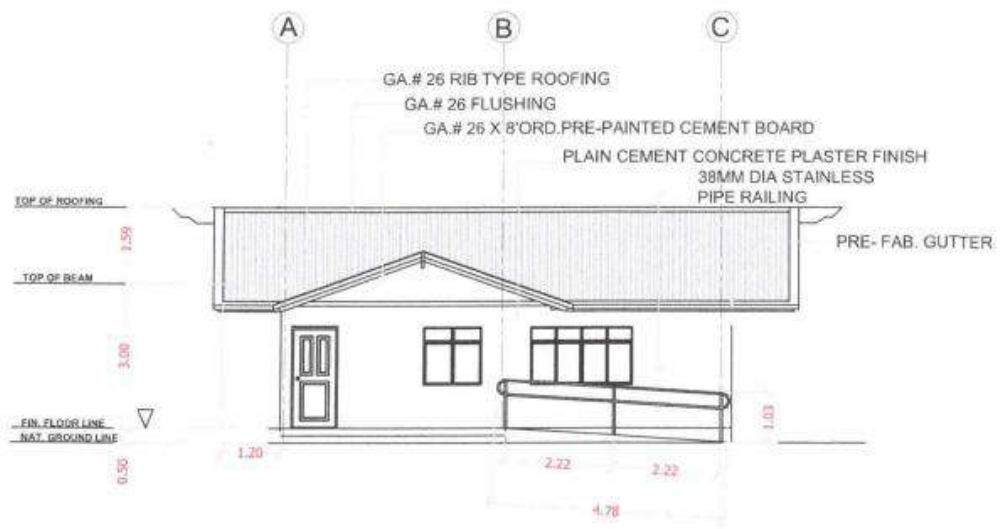 A
B
C
GA.# 26 RIB TYPE ROOFING
GA.# 26 FLUSHING
GA.# 26 X 8'ORD.PRE-PAINTED CEMENT BOARD
PLAIN CEMENT CONCRETE PLASTER FINISH
38MM DIA STAINLESS
PIPE RAILING
TOP OF ROOFING
1.59
PRE- FAB. GUTTER
TOP OF BEAM
3.00
FIN. FLOOR LINE
NAT. GROUND LINE
1.03
0.50
1.20
2.22
2.22
4.78